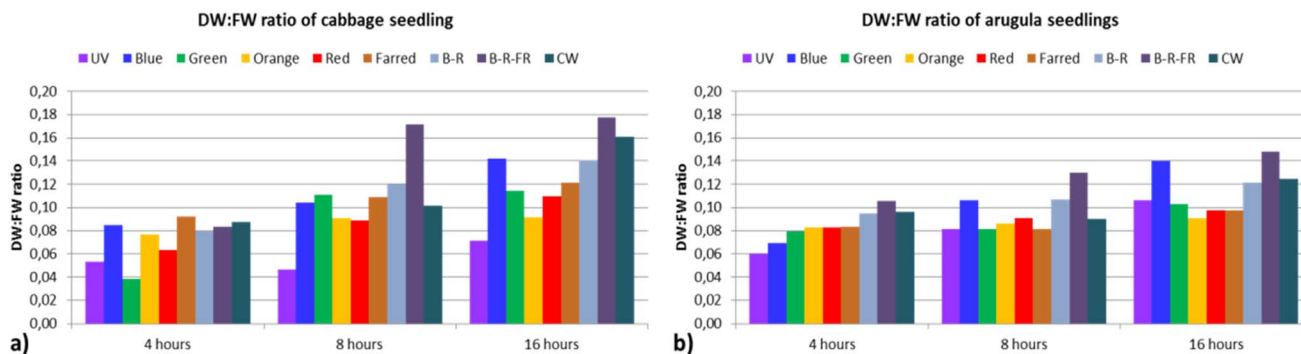 DW:FW ratio of cabbage seedling
UV Blue Green Orange Red Farred B-R B-R-FR CW
0,20
0,18
0,16
0,14
0,12
0,10
0,08
0,06
0,04
0,02
0,00
DW:FW ratio
4 hours 8 hours 16 hours
a)
DW:FW ratio of arugula seedlings
UV Blue Green Orange Red Farred B-R B-R-FR CW
0,20
0,18
0,16
0,14
0,12
0,10
0,08
0,06
0,04
0,02
0,00
DW:FW ratio
4 hours 8 hours 16 hours
b)